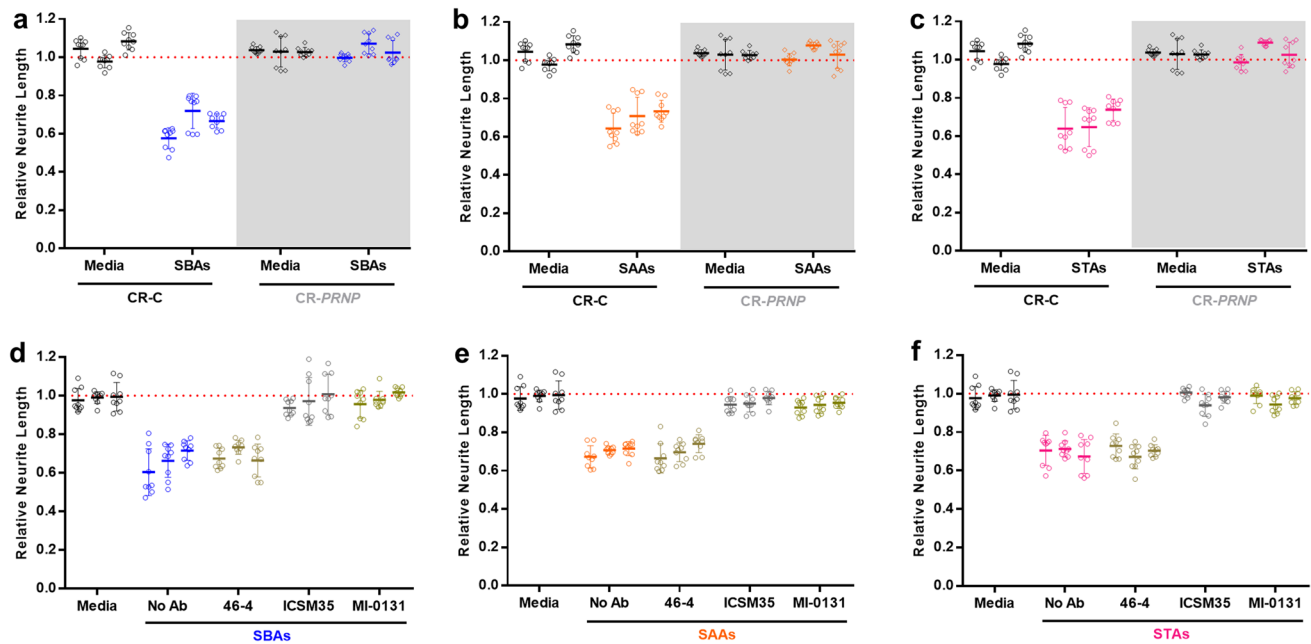 a
Relative Neurite Length
1.2
1.0
0.8
0.6
0.4
0.2
0.0
Media SBAs Media SBAs
CR-C CR-PRNP
b
Relative Neurite Length
1.2
1.0
0.8
0.6
0.4
0.2
0.0
Media SAAs Media SAAs
CR-C CR-PRNP
c
Relative Neurite Length
1.2
1.0
0.8
0.6
0.4
0.2
0.0
Media STAs Media STAs
CR-C CR-PRNP
d
Relative Neurite Length
1.2
1.0
0.8
0.6
0.4
0.2
0.0
Media No Ab 46-4 ICSM35 MI-0131
SBAs
e
Relative Neurite Length
1.2
1.0
0.8
0.6
0.4
0.2
0.0
Media No Ab 46-4 ICSM35 MI-0131
SAAs
f
Relative Neurite Length
1.2
1.0
0.8
0.6
0.4
0.2
0.0
Media No Ab 46-4 ICSM35 MI-0131
STAs